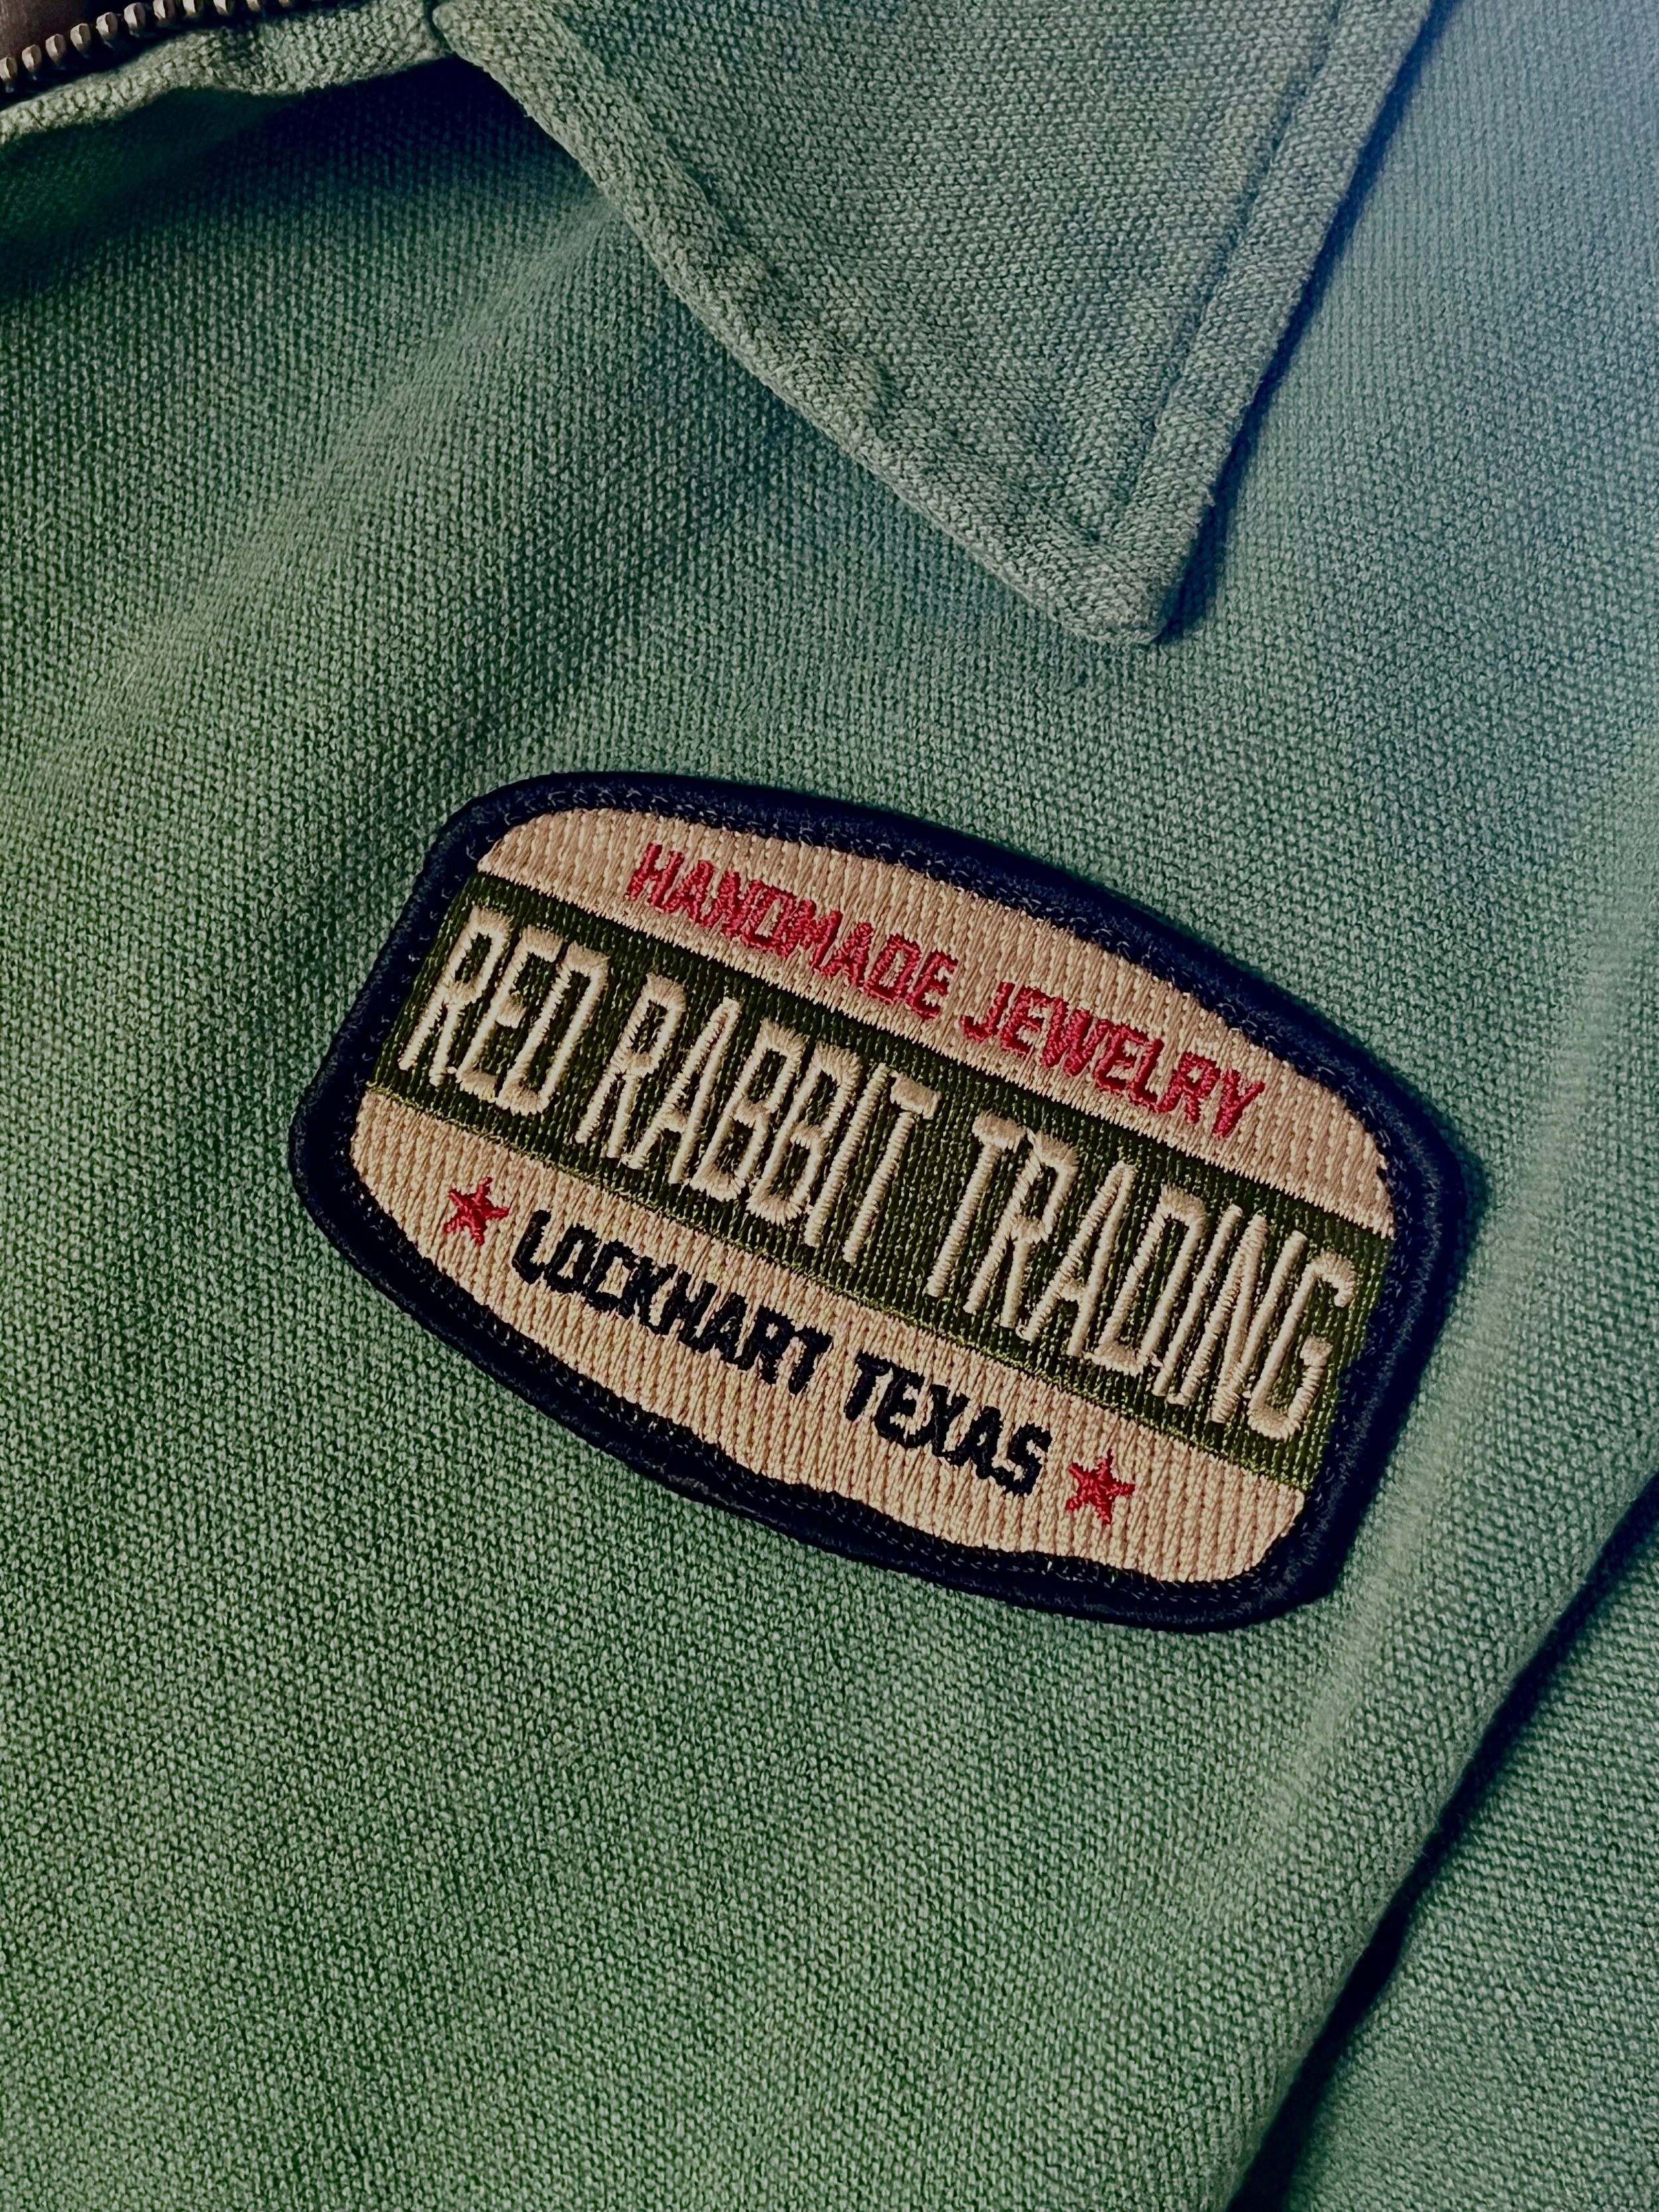 HANDMADE JEWELRY
RED RABBIT TRADING
LOCKHART TEXAS